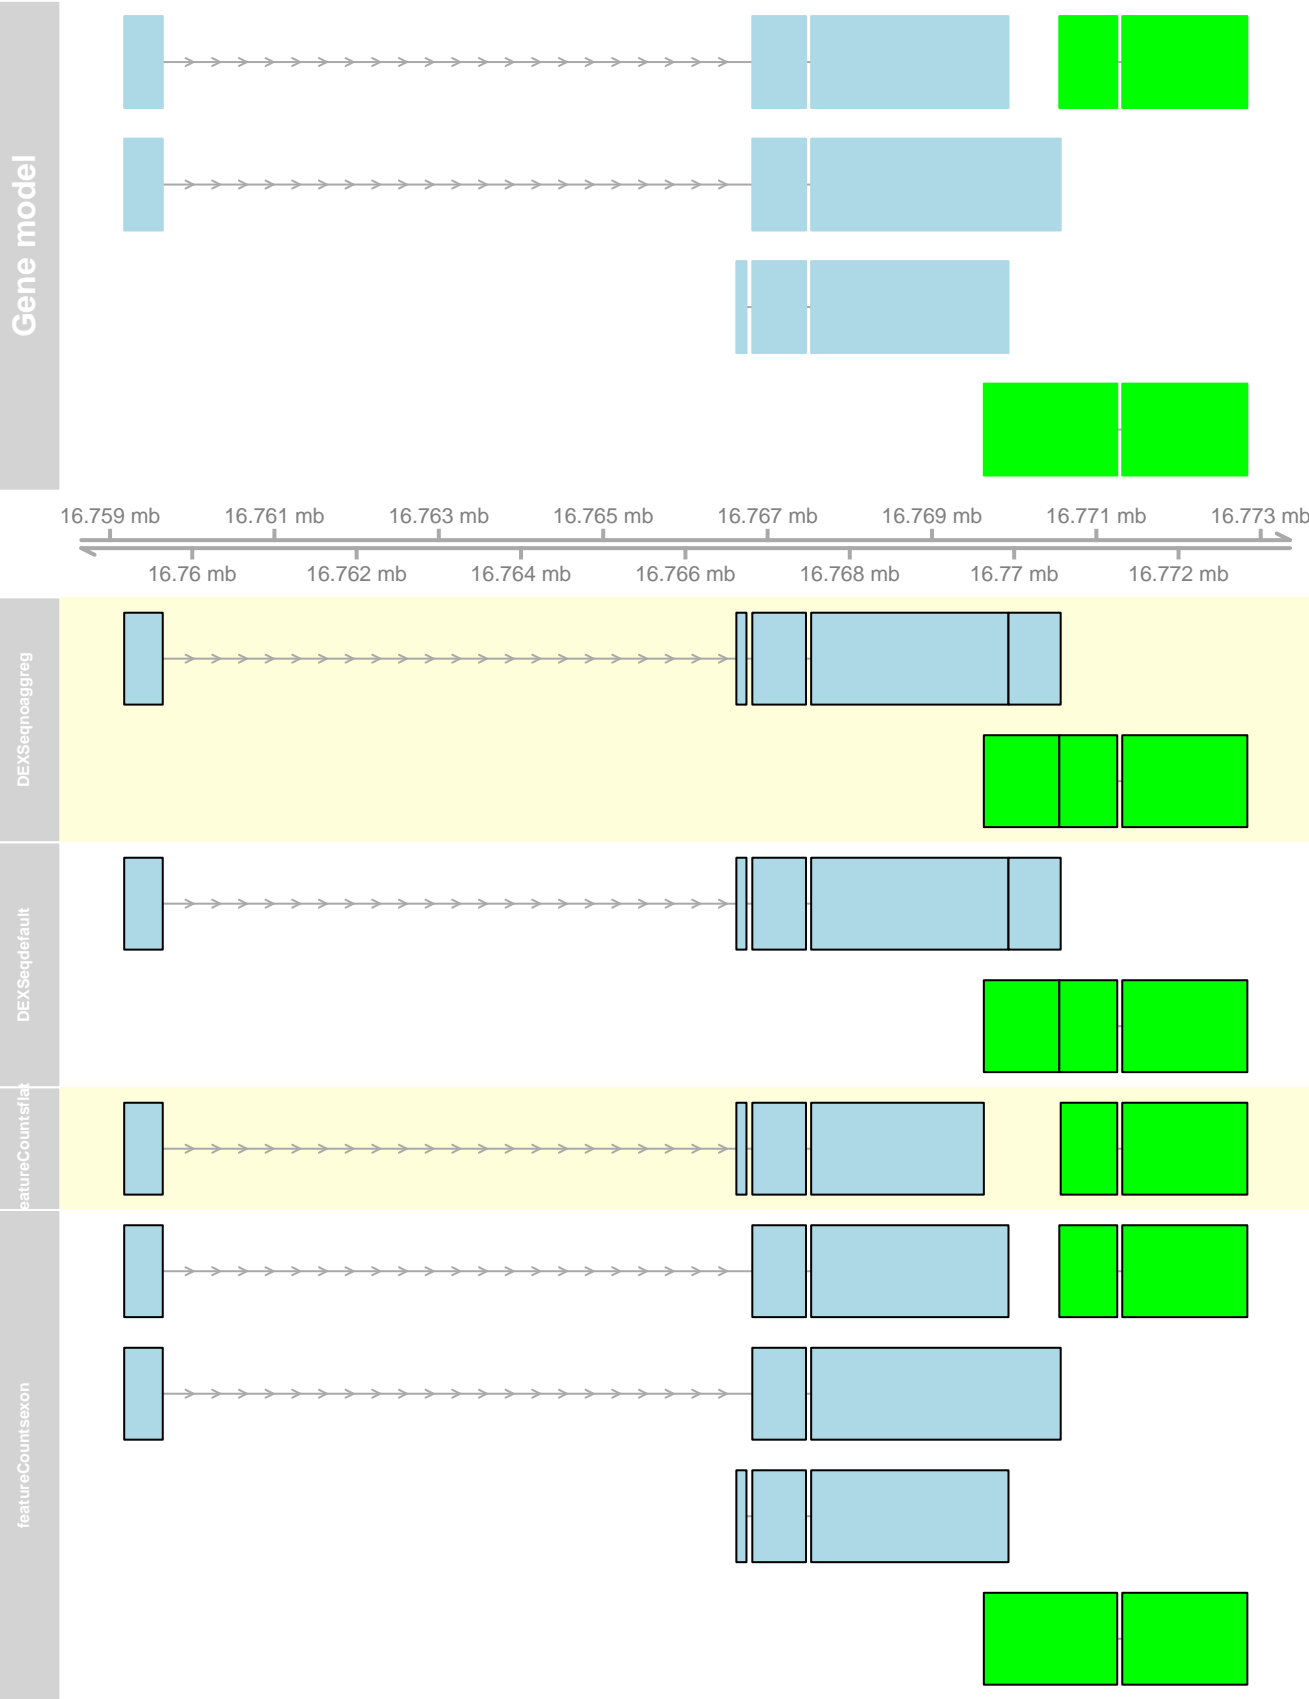 Gene model
16.759 mb 16.761 mb 16.763 mb 16.765 mb 16.767 mb 16.769 mb 16.771 mb 16.773 mb
16.76 mb 16.762 mb 16.764 mb 16.766 mb 16.768 mb 16.77 mb 16.772 mb
DEXSeqnoaggreg
DEXSeqdefault
eatureCountsflat
featureCountsexon